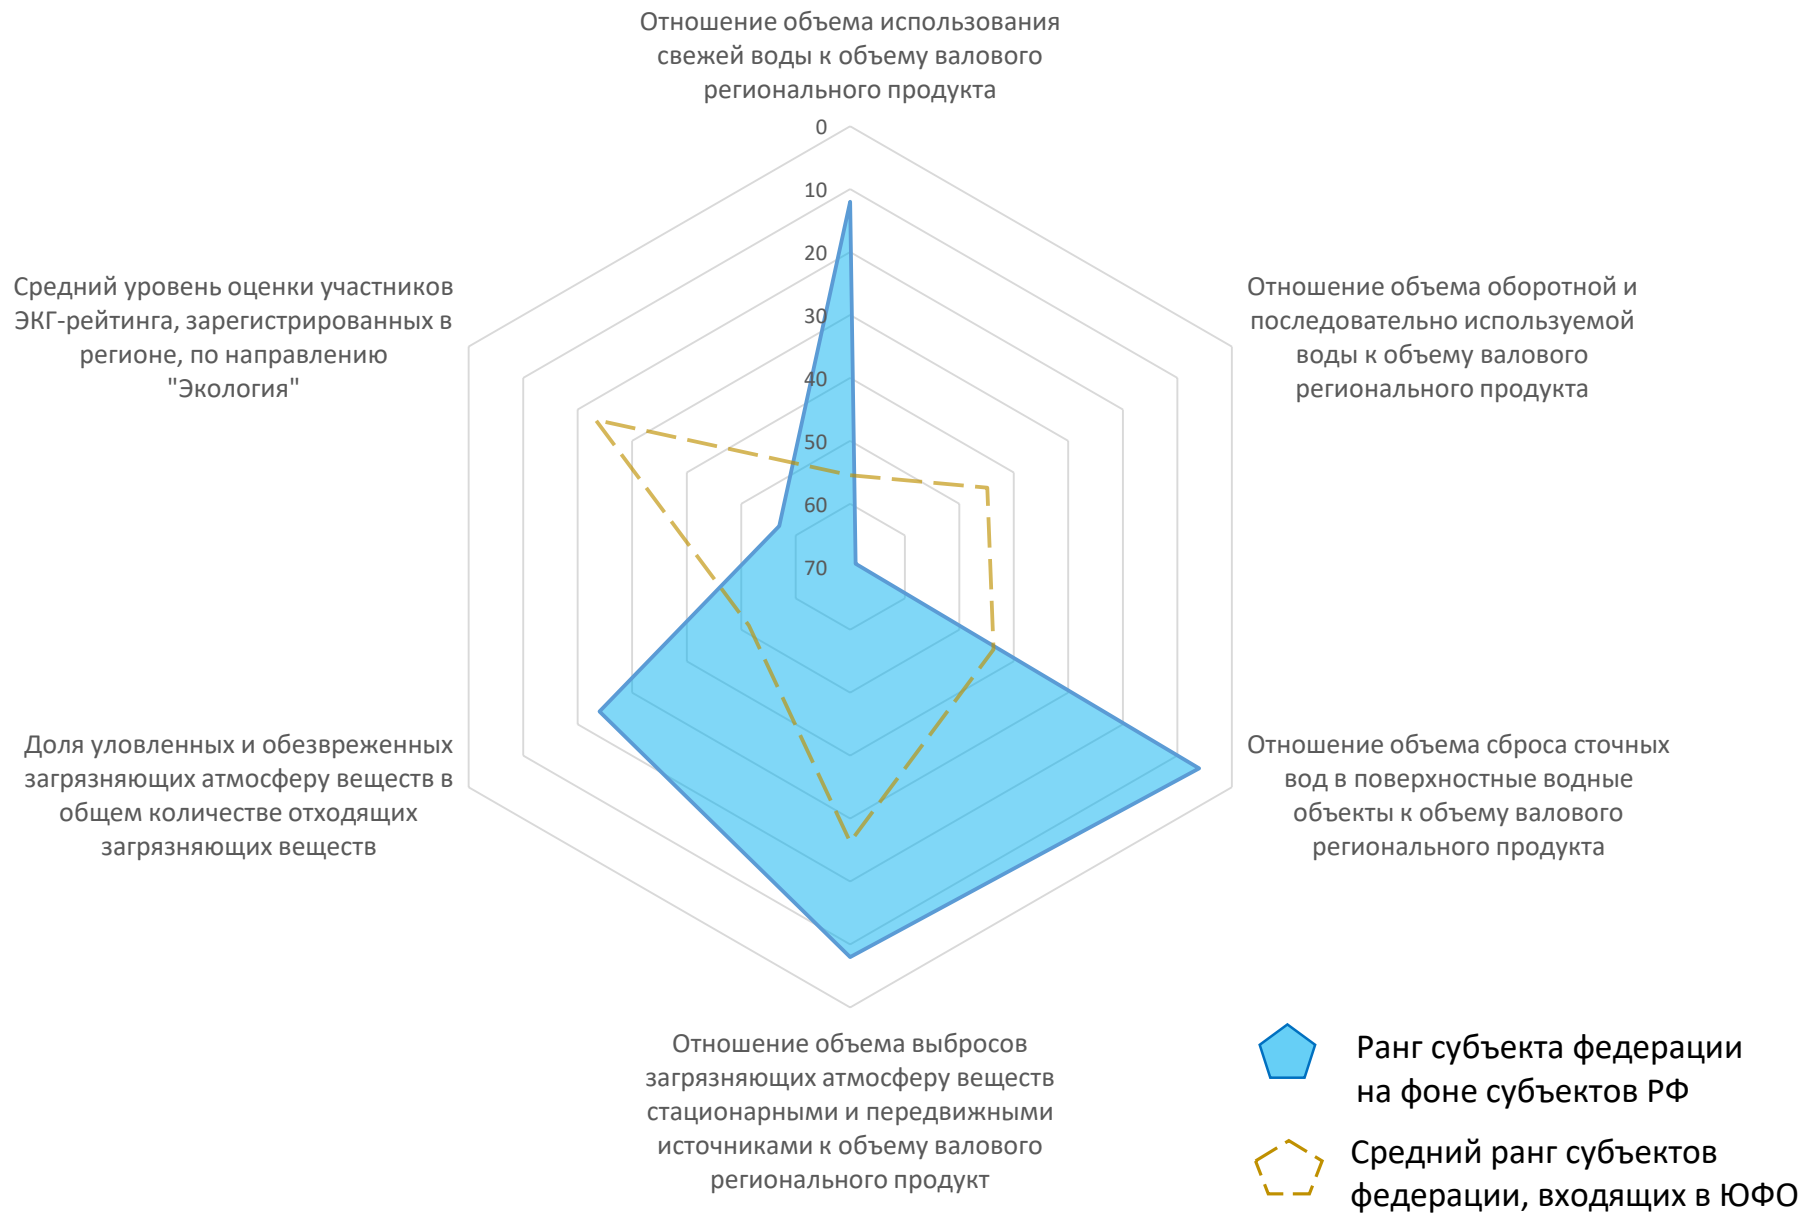 Отношение объема использования
свежей воды к объему валового
регионального продукта
0
10
20
30
40
50
60
70
Отношение объема оборотной и
последовательно используемой
воды к объему валового
регионального продукта
Отношение объема сброса сточных
вод в поверхностные водные
объекты к объему валового
регионального продукта
Отношение объема выбросов
загрязняющих атмосферу веществ
стационарными и передвижными
источниками к объему валового
регионального продукт
Доля уловленных и обезвреженных
загрязняющих атмосферу веществ в
общем количестве отходящих
загрязняющих веществ
Средний уровень оценки участников
ЭКГ-рейтинга, зарегистрированных в
регионе, по направлению
"Экология"
Ранг субъекта федерации
на фоне субъектов РФ
Средний ранг субъектов
федерации, входящих в ЮФО